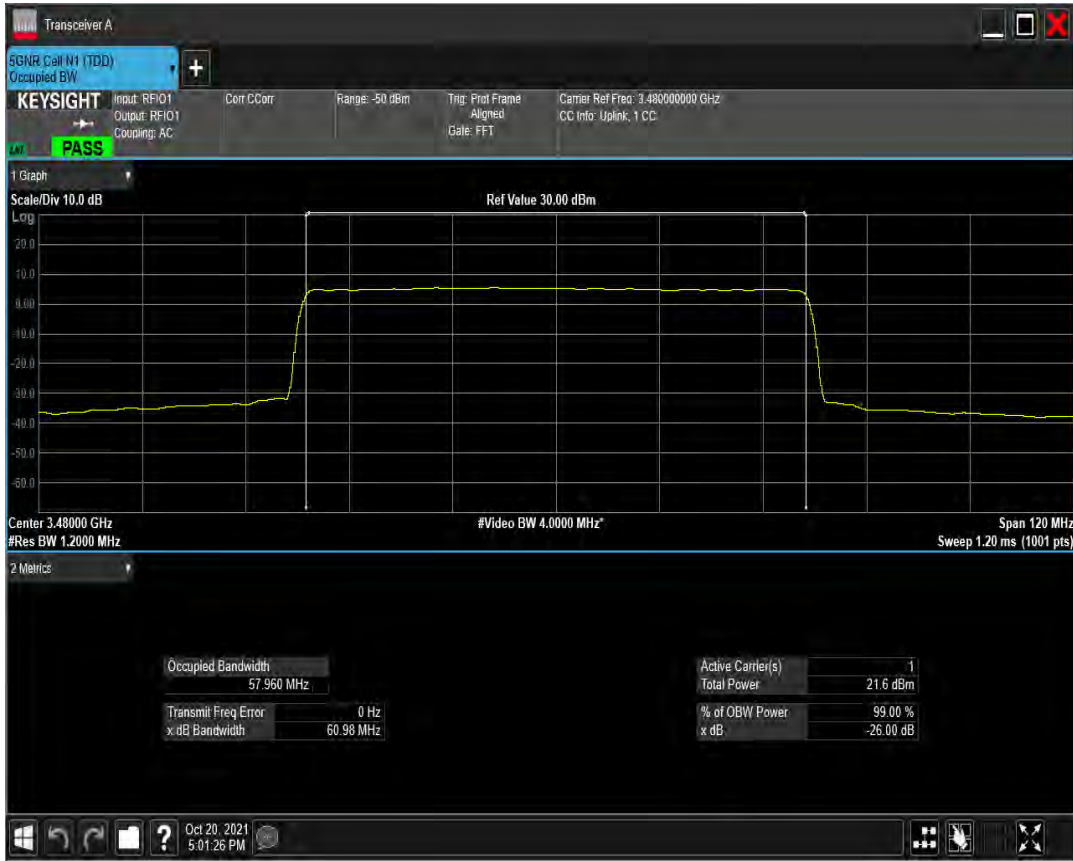 Transceiver A
5GNR Cell N1 (TDD)
Occupied BW
+
KEYSIGHT
PASS
Input: RFIO1
Output: RFIO1
Coupling: AC
Corr CCorr
Range: -50 dBm
Trig: Prot Frame
Aligned
Gate: FFT
Carrier Ref Freq: 3.480000000 GHz
CC Info: Uplink, 1 CC
1 Graph
Scale/Div 10.0 dB
Ref Value 30.00 dBm
Log
20.0
10.0
0.00
-10.0
-20.0
-30.0
-40.0
-50.0
-60.0
Center 3.48000 GHz
#Video BW 4.0000 MHz*
Span 120 MHz
#Res BW 1.2000 MHz
Sweep 1.20 ms (1001 pts)
2 Metrics
Occupied Bandwidth
57.960 MHz
Transmit Freq Error 0 Hz
x dB Bandwidth 60.98 MHz
Active Carrier(s) 1
Total Power 21.6 dBm
% of OBW Power 99.00 %
x dB -26.00 dB
?
Oct 20, 2021
5:01:26 PM